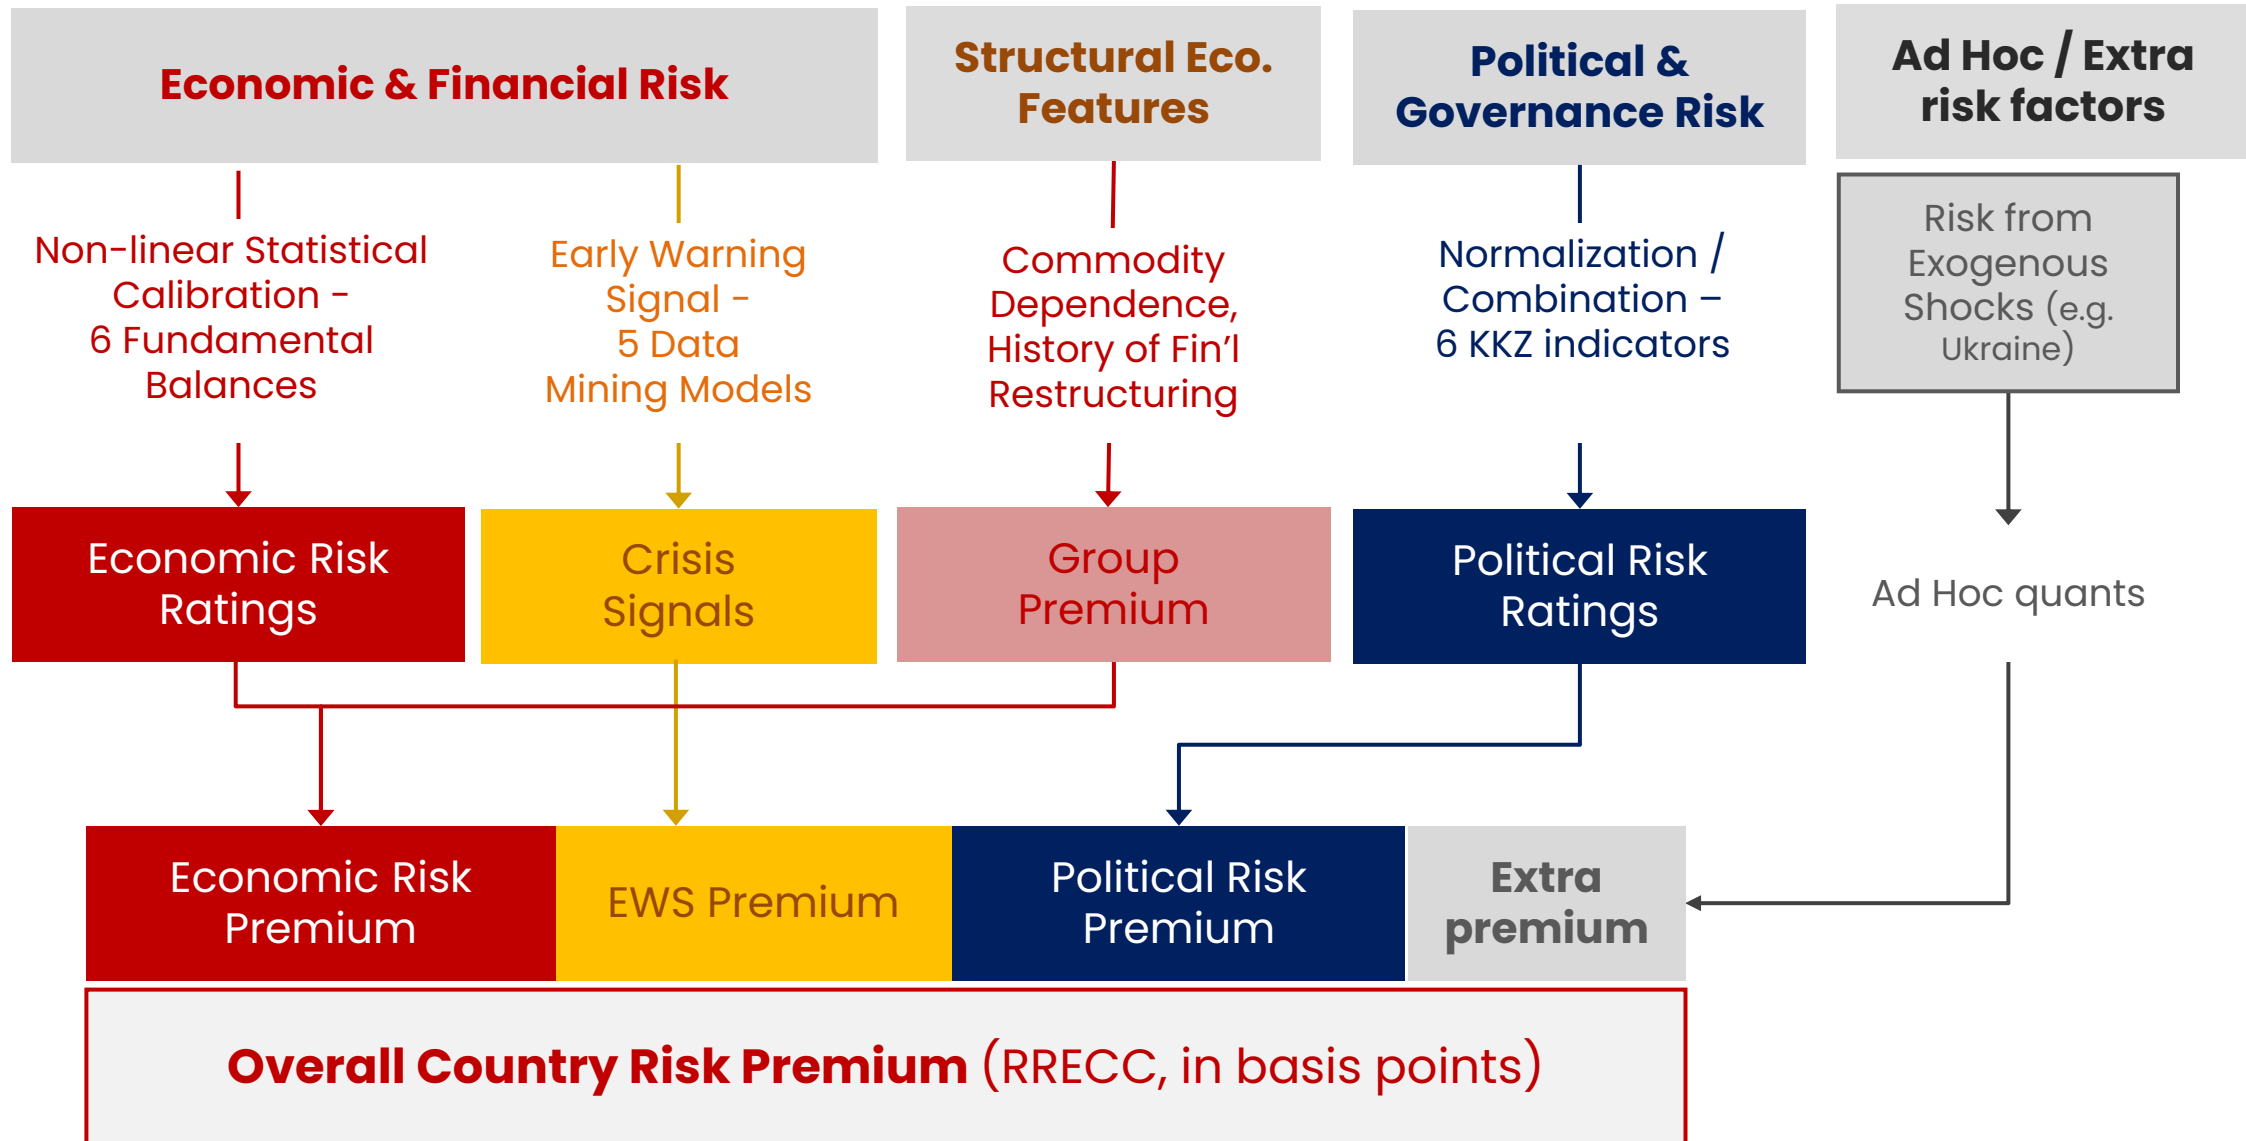 Economic & Financial Risk
Structural Eco.
Features
Political &
Governance Risk
Ad Hoc / Extra
risk factors
Non-linear Statistical
Calibration -
6 Fundamental
Balances
Early Warning
Signal -
5 Data
Mining Models
Commodity
Dependence,
History of Fin’l
Restructuring
Normalization /
Combination –
6 KKZ indicators
Risk from
Exogenous
Shocks (e.g.
Ukraine)
Economic Risk
Ratings
Crisis
Signals
Group
Premium
Political Risk
Ratings
Ad Hoc quants
Economic Risk
Premium
EWS Premium
Political Risk
Premium
Extra
premium
Overall Country Risk Premium (RRECC, in basis points)